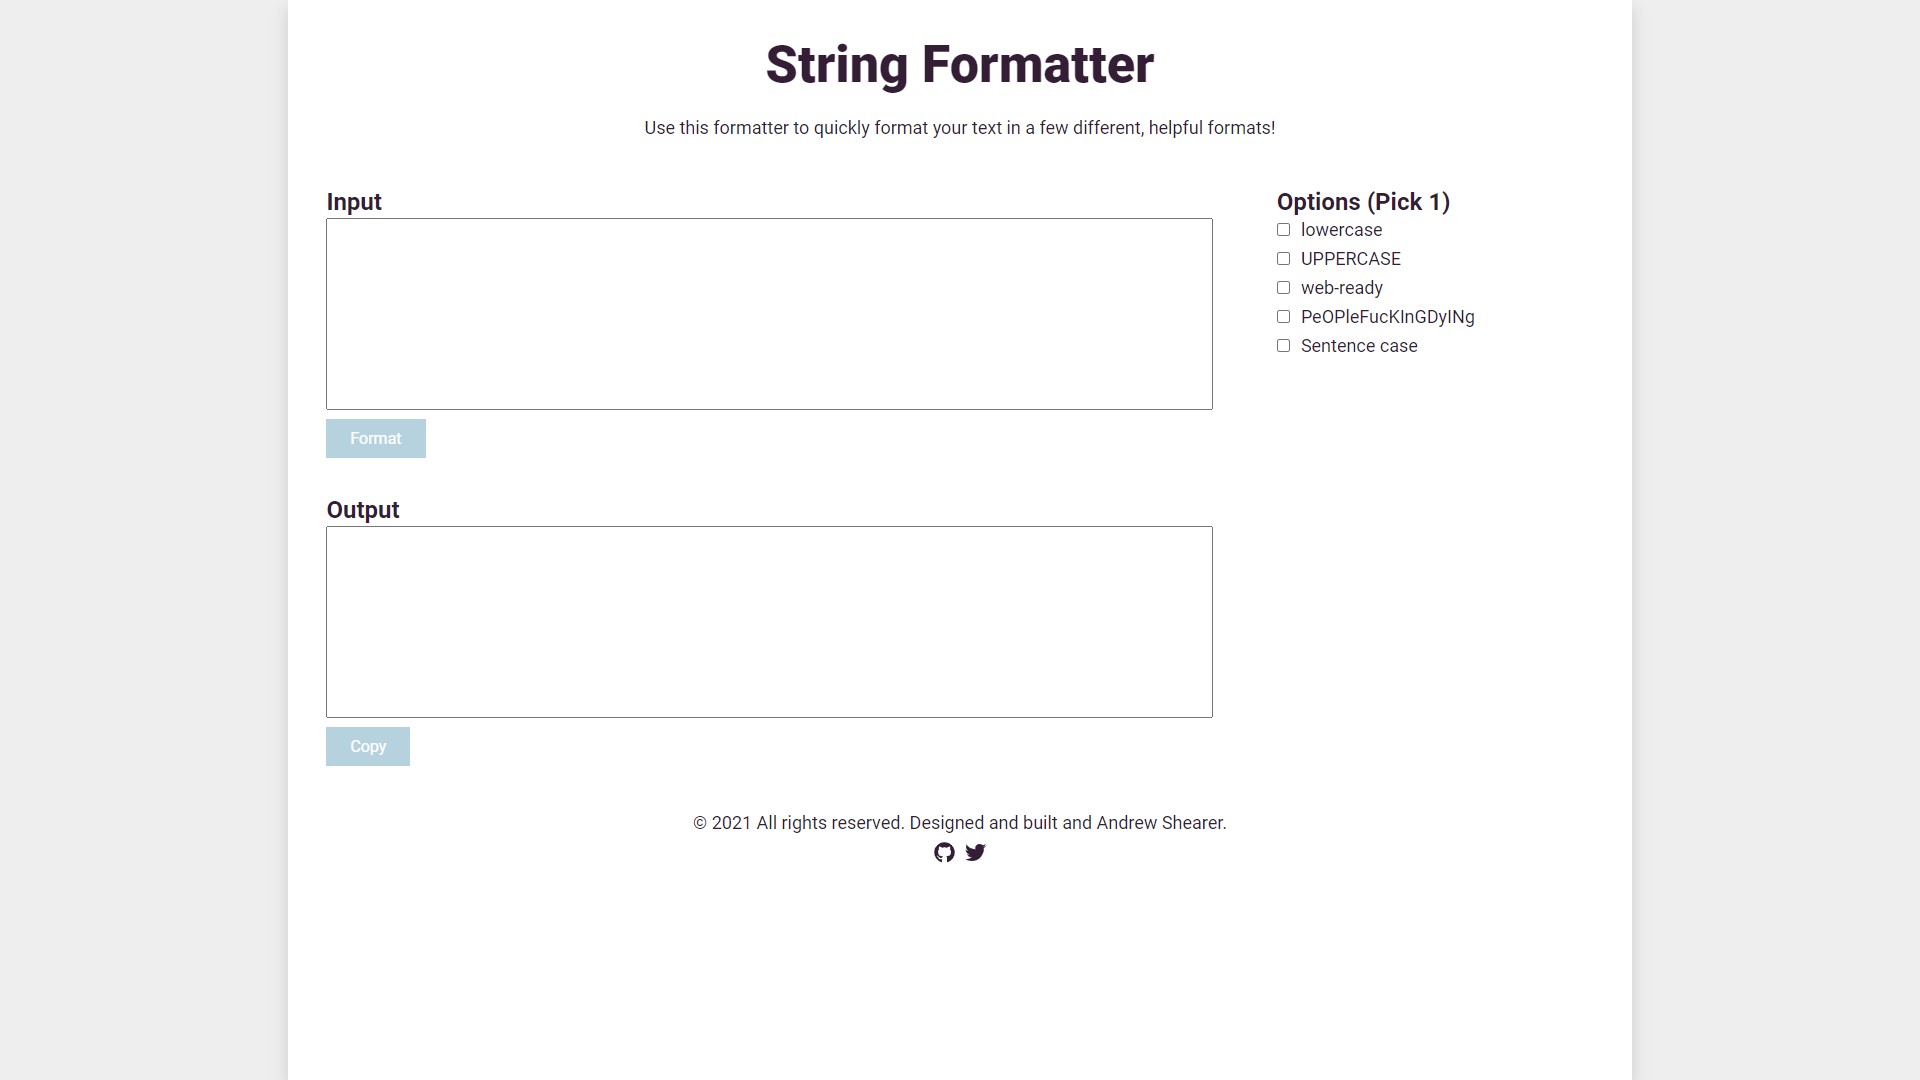 String Formatter
Use this formatter to quickly format your text in a few different, helpful formats!
Input
Format
Output
Copy
Options (Pick 1)
lowercase
UPPERCASE
web-ready
PeOPleFucKInGDyINg
Sentence case
© 2021 All rights reserved. Designed and built and Andrew Shearer.